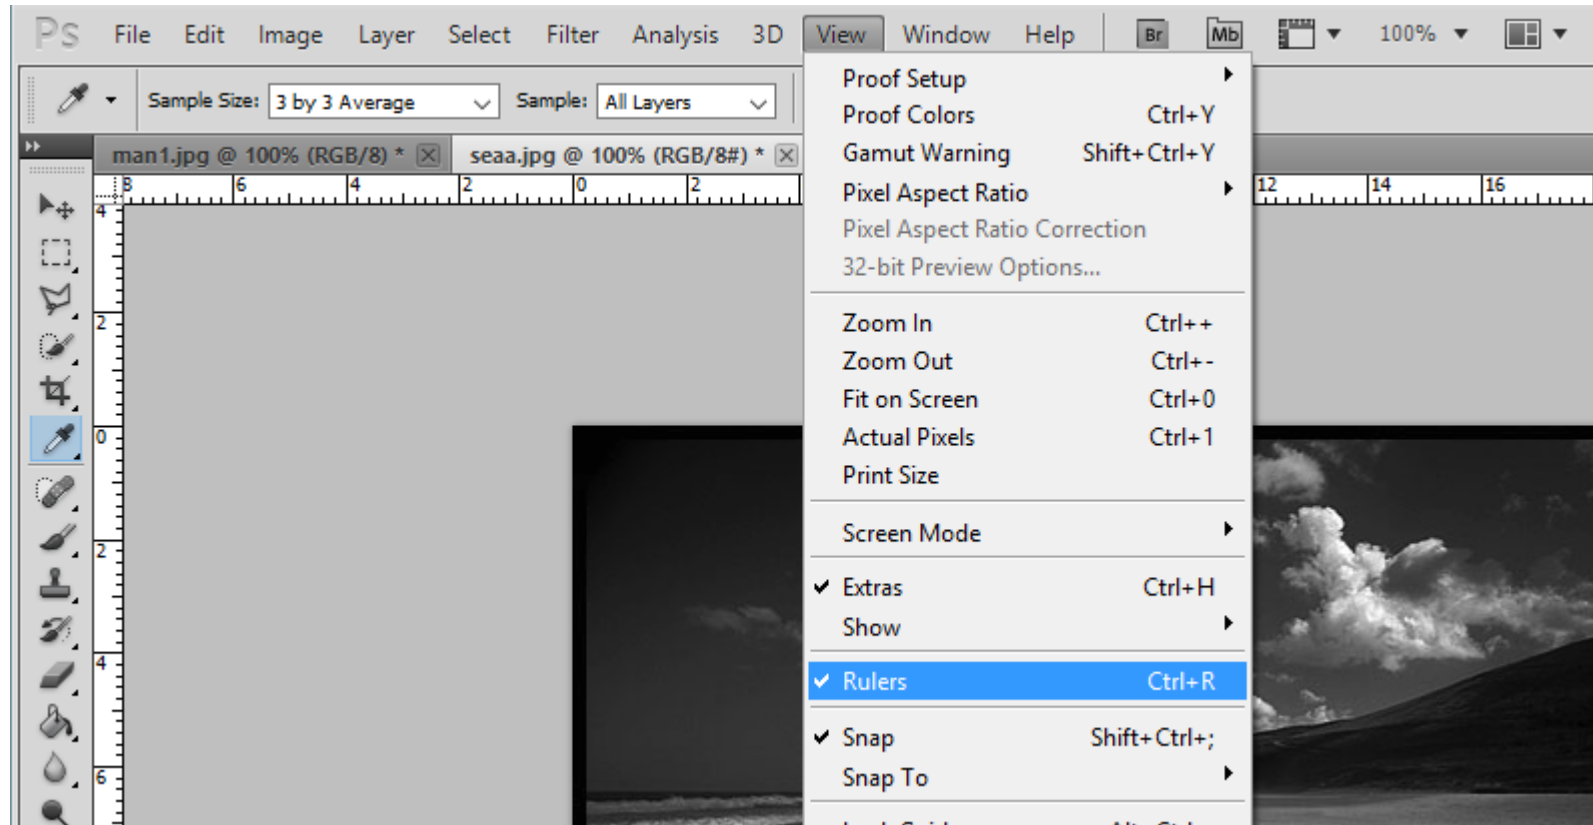 Ps File Edit Image Layer Select Filter Analysis 3D View Window Help Br Mb 100%
Sample Size: 3 by 3 Average Sample: All Layers
man1.jpg @ 100% (RGB/8) * seaa.jpg @ 100% (RGB/8#) *
8 6 4 2 0 2 12 14 16
4
2
0
2
4
6
Proof Setup
Proof Colors Ctrl+Y
Gamut Warning Shift+Ctrl+Y
Pixel Aspect Ratio
Pixel Aspect Ratio Correction
32-bit Preview Options...
Zoom In Ctrl++
Zoom Out Ctrl+-
Fit on Screen Ctrl+0
Actual Pixels Ctrl+1
Print Size
Screen Mode
Extras Ctrl+H
Show
Rulers Ctrl+R
Snap Shift+Ctrl+;
Snap To